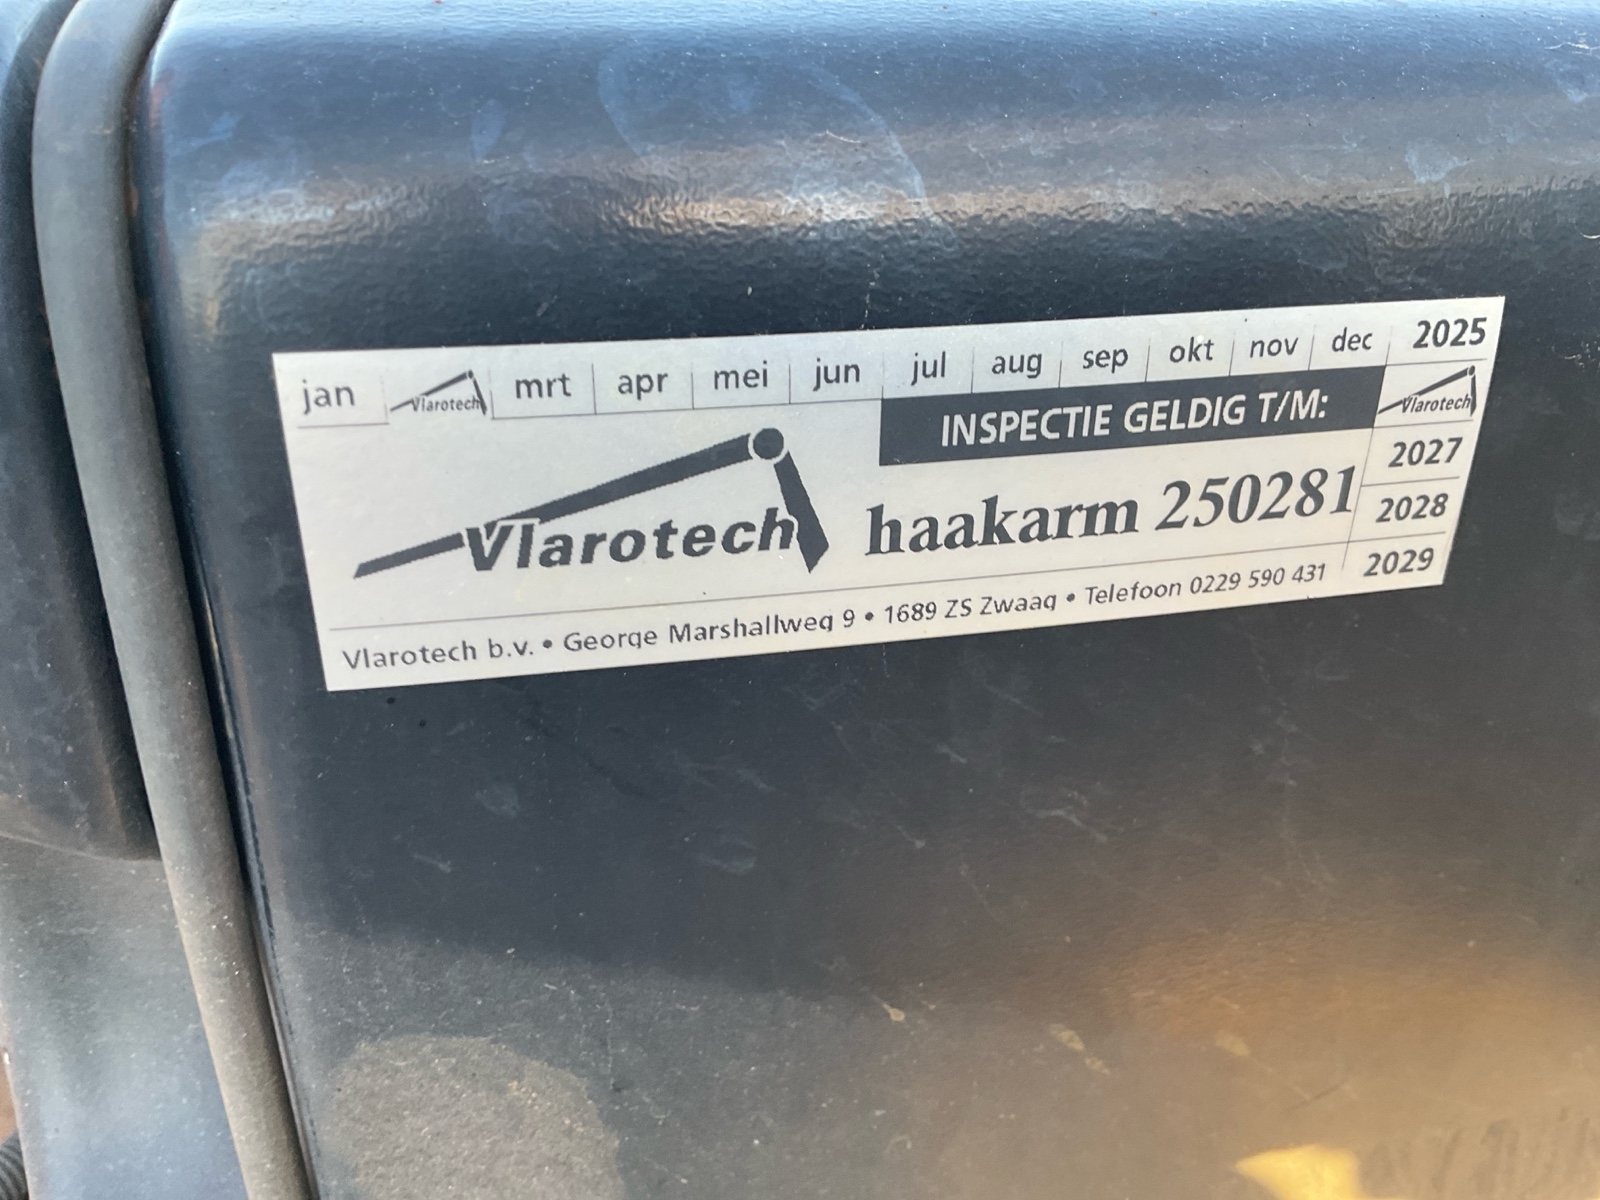 jan Vlarotech mrt apr mei jun jul aug sep okt nov dec 2025
INSPECTIE GELDIG T/M: Vlarotech
2027
Vlarotech haakarm 250281 2028
2029
Vlarotech b.v. • George Marshallweg 9 • 1689 ZS Zwaag • Telefoon 0229 590 431